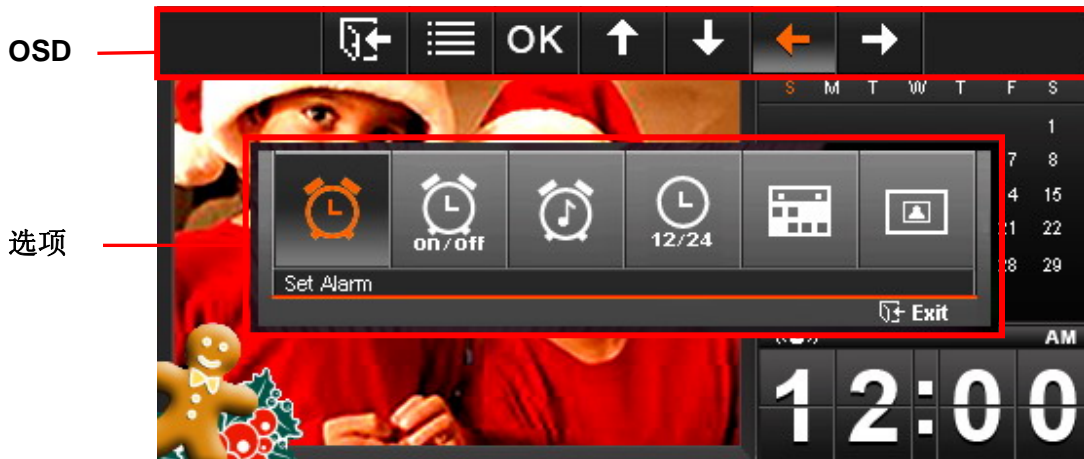 OSD
OK
S M T W T F S
1
7 8
4 15
21 22
28 29
选项
on/off
12/24
Set Alarm
Exit
AM
12:00